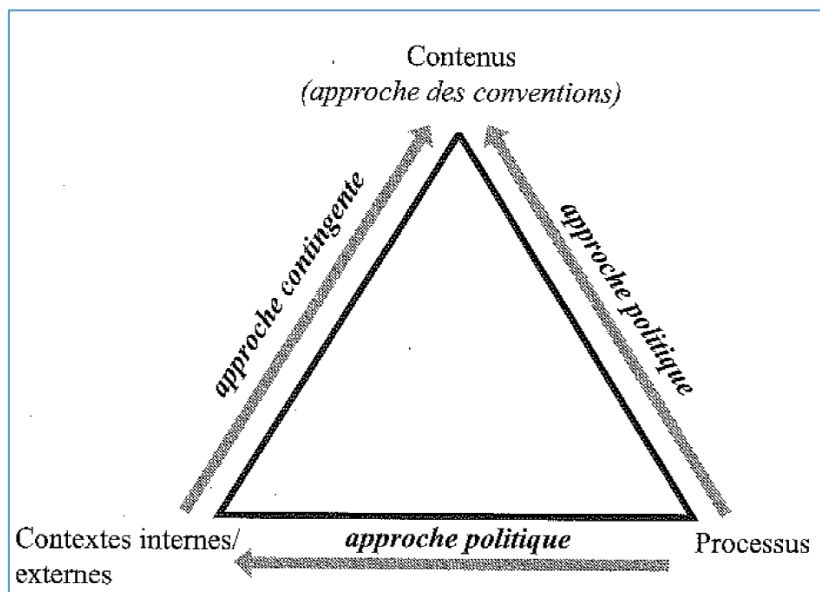 Contenus
(approche des conventions)
approche contingente
approche politique
Contextes internes/
externes
approche politique
Processus